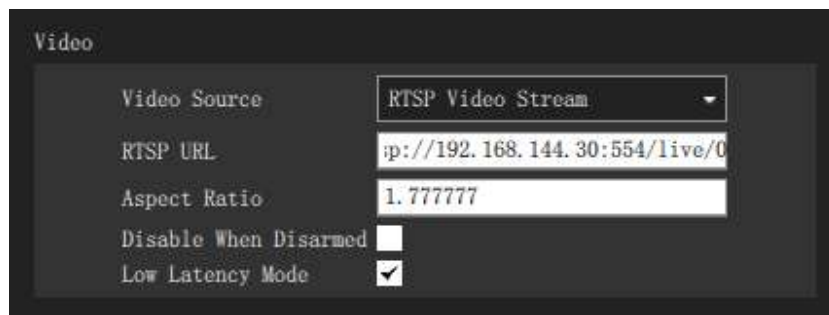 Video
Video Source RTSP Video Stream
RTSP URL p://192.168.144.30:554/live/0
Aspect Ratio 1.777777
Disable When Disarmed
Low Latency Mode